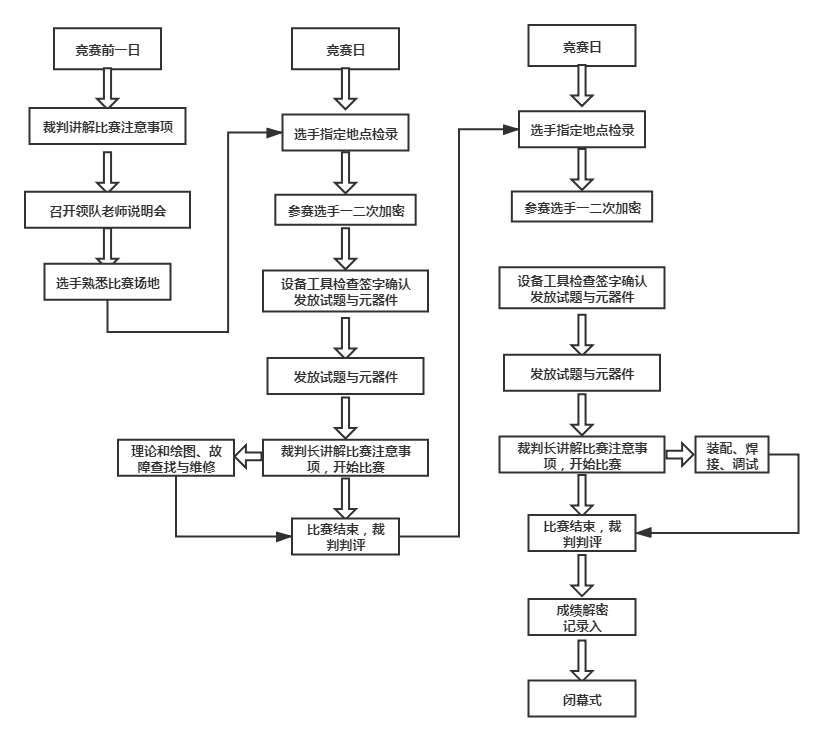 竞赛前一日
裁判讲解比赛注意事项
召开领队老师说明会
选手熟悉比赛场地
竞赛日
选手指定地点检录
参赛选手一二次加密
设备工具检查签字确认
发放试题与元器件
发放试题与元器件
裁判长讲解比赛注意事
项，开始比赛
理论和绘图、故
障查找与维修
比赛结束，裁
判判评
竞赛日
选手指定地点检录
参赛选手一二次加密
设备工具检查签字确认
发放试题与元器件
发放试题与元器件
裁判长讲解比赛注意事
项，开始比赛
装配、焊
接、调试
比赛结束，裁
判判评
成绩解密
记录入
闭幕式